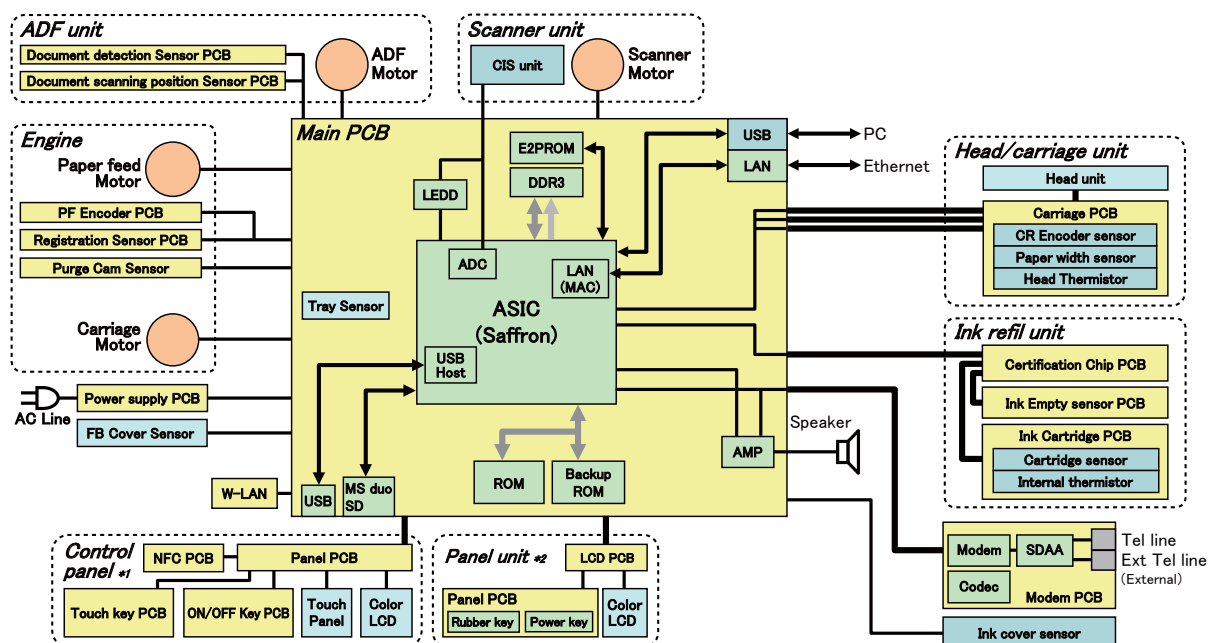 ADF unit
Document detection Sensor PCB
Document scanning position Sensor PCB
ADF
Motor
Scanner unit
CIS unit
Scanner
Motor
Engine
Paper feed
Motor
PF Encoder PCB
Registration Sensor PCB
Purge Cam Sensor
Carriage
Motor
AC Line
Power supply PCB
FB Cover Sensor
W-LAN
Main PCB
E2PROM
DDR3
LEDD
USB
LAN
PC
Ethernet
ADC
LAN
(MAC)
ASIC
(Saffron)
USB
Host
Tray Sensor
ROM
Backup
ROM
AMP
Speaker
USB
MS duo
SD
Head/carriage unit
Head unit
Carriage PCB
CR Encoder sensor
Paper width sensor
Head Thermistor
Ink refil unit
Certification Chip PCB
Ink Empty sensor PCB
Ink Cartridge PCB
Cartridge sensor
Internal thermistor
Control
panel *1
NFC PCB
Panel PCB
Touch key PCB
ON/OFF Key PCB
Touch
Panel
Color
LCD
Panel unit *2
LCD PCB
Panel PCB
Rubber key
Power key
Color
LCD
Modem
SDAA
Codec
Modem PCB
Tel line
Ext Tel line
(External)
Ink cover sensor